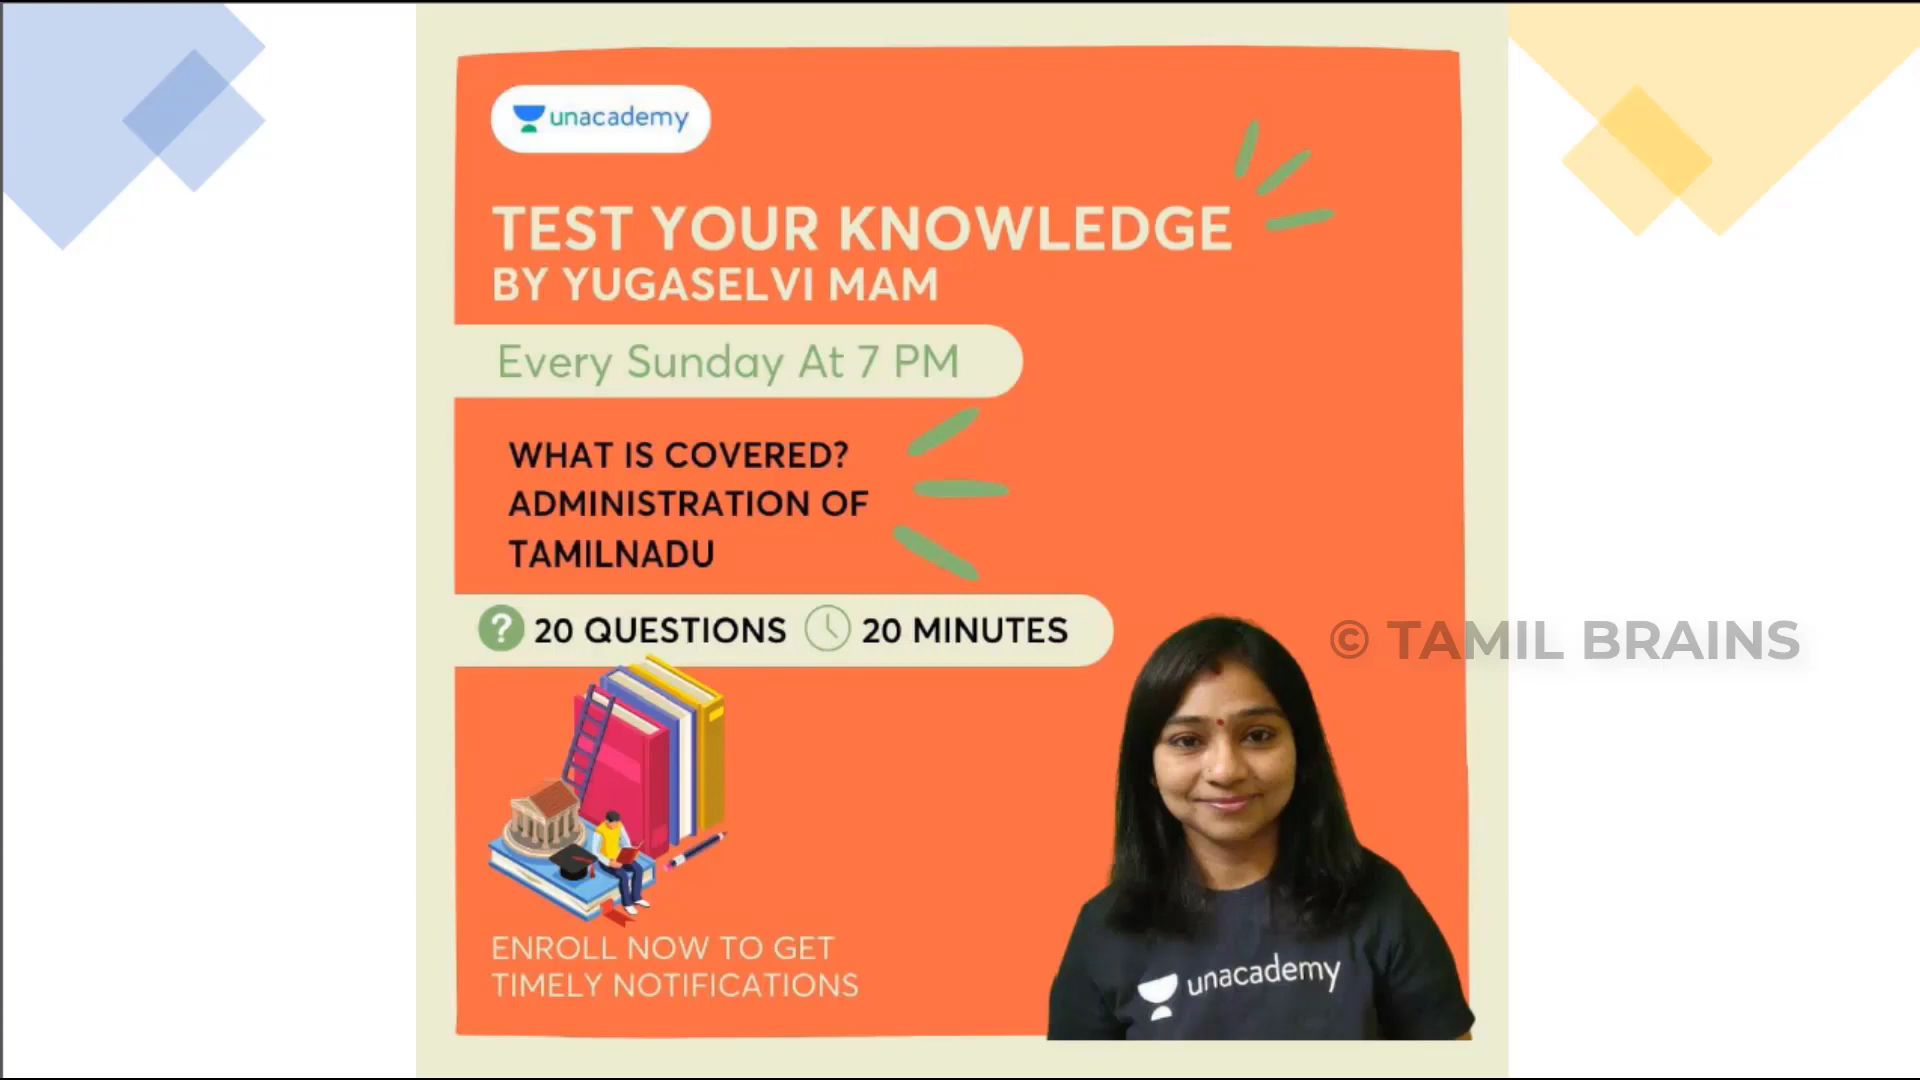 unacademy
TEST YOUR KNOWLEDGE
BY YUGASELVI MAM
Every Sunday At 7 PM
WHAT IS COVERED?
ADMINISTRATION OF
TAMILNADU
? 20 QUESTIONS 20 MINUTES
© TAMIL BRAINS
ENROLL NOW TO GET
TIMELY NOTIFICATIONS
unacademy